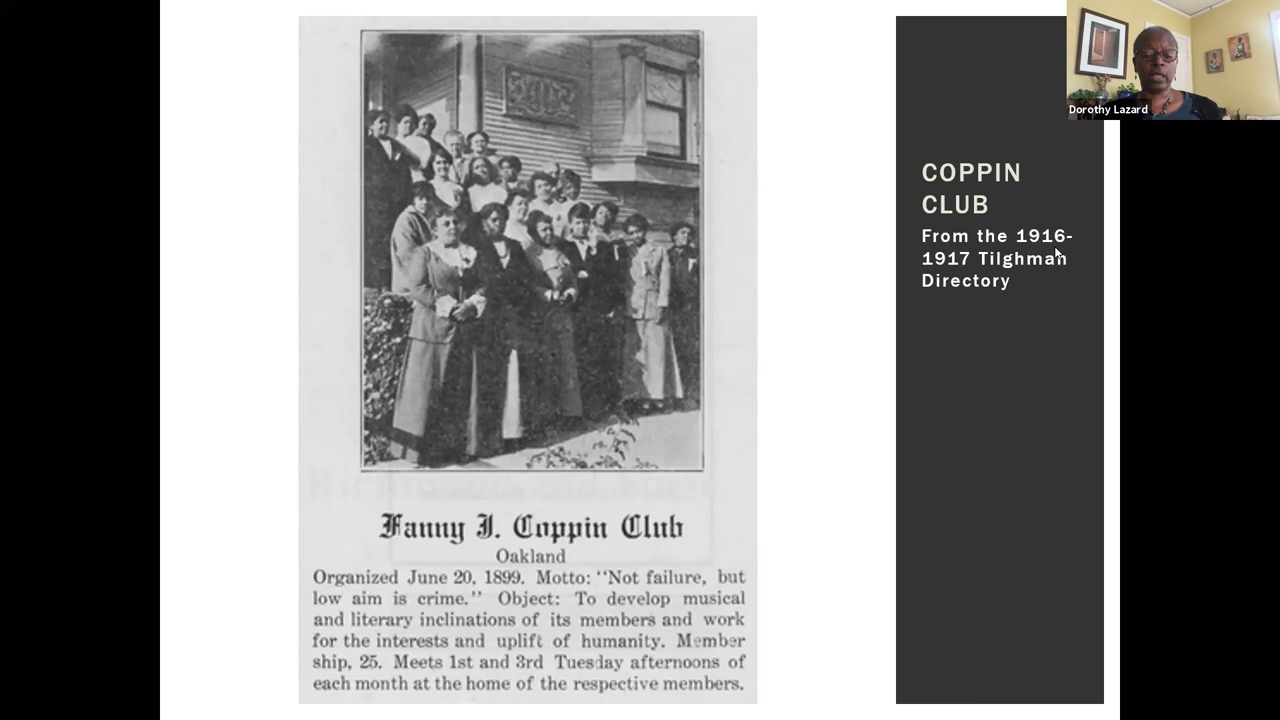 Fanny J. Coppin Club
Oakland
Organized June 20, 1899. Motto: "Not failure, but
low aim is crime." Object: To develop musical
and literary inclinations of its members and work
for the interests and uplift of humanity. Member
ship, 25. Meets 1st and 3rd Tuesday afternoons of
each month at the home of the respective members.
COPPIN
CLUB
From the 1916-
1917 Tilghman
Directory
Dorothy Lazard